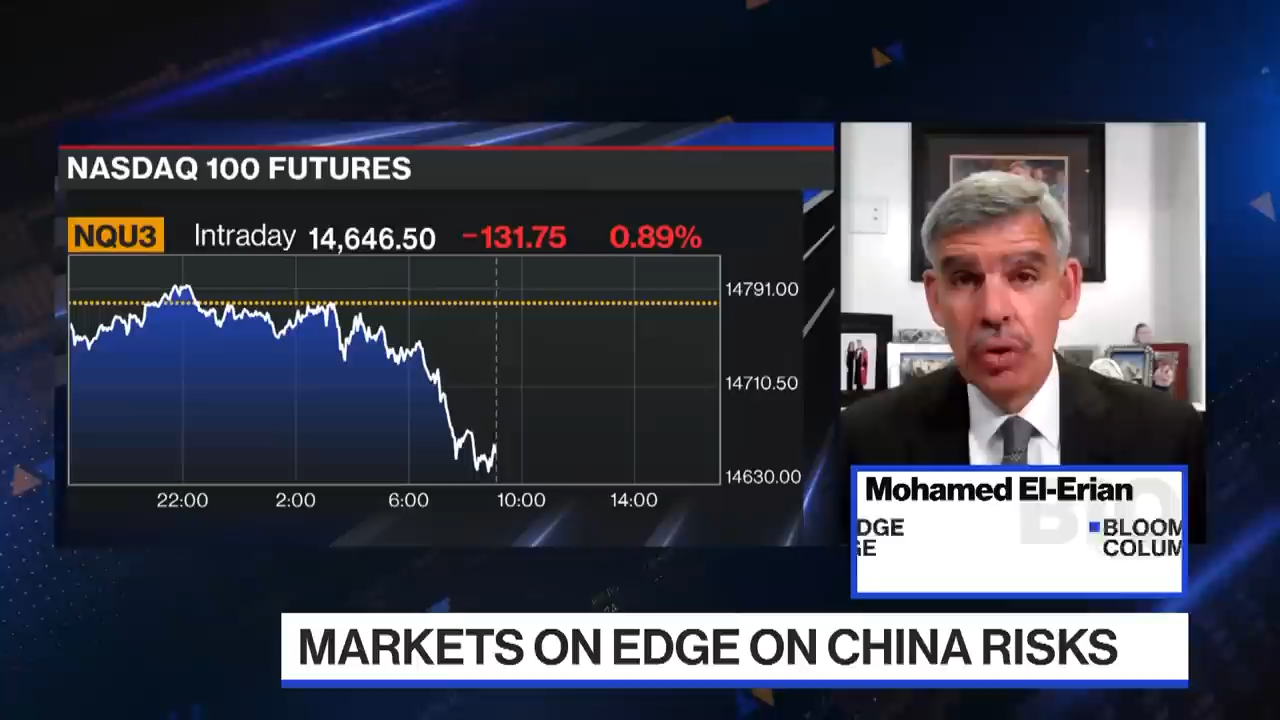 NASDAQ 100 FUTURES
NQU3 Intraday 14,646.50 -131.75 0.89%
14791.00
14710.50
14630.00
22:00 2:00 6:00 10:00 14:00
Mohamed El-Erian
DGE
GE
BLOOM
COLUM
MARKETS ON EDGE ON CHINA RISKS